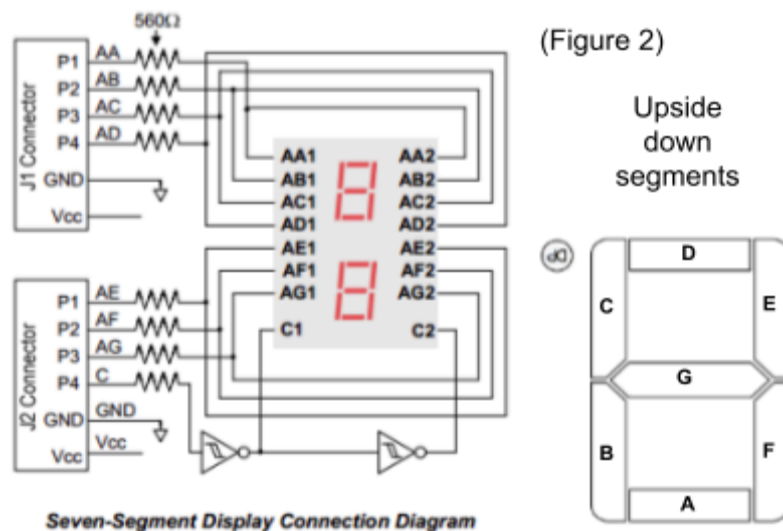 560Ω
(Figure 2)
Upside
down
segments
J1 Connector
P1 AA
P2 AB
P3 AC
P4 AD
GND
Vcc
AA1 AA2
AB1 AB2
AC1 AC2
AD1 AD2
AE1 AE2
AF1 AF2
AG1 AG2
C1 C2
J2 Connector
P1 AE
P2 AF
P3 AG
P4 C
GND GND
Vcc Vcc
DP
D
C E
G
B F
A
Seven-Segment Display Connection Diagram